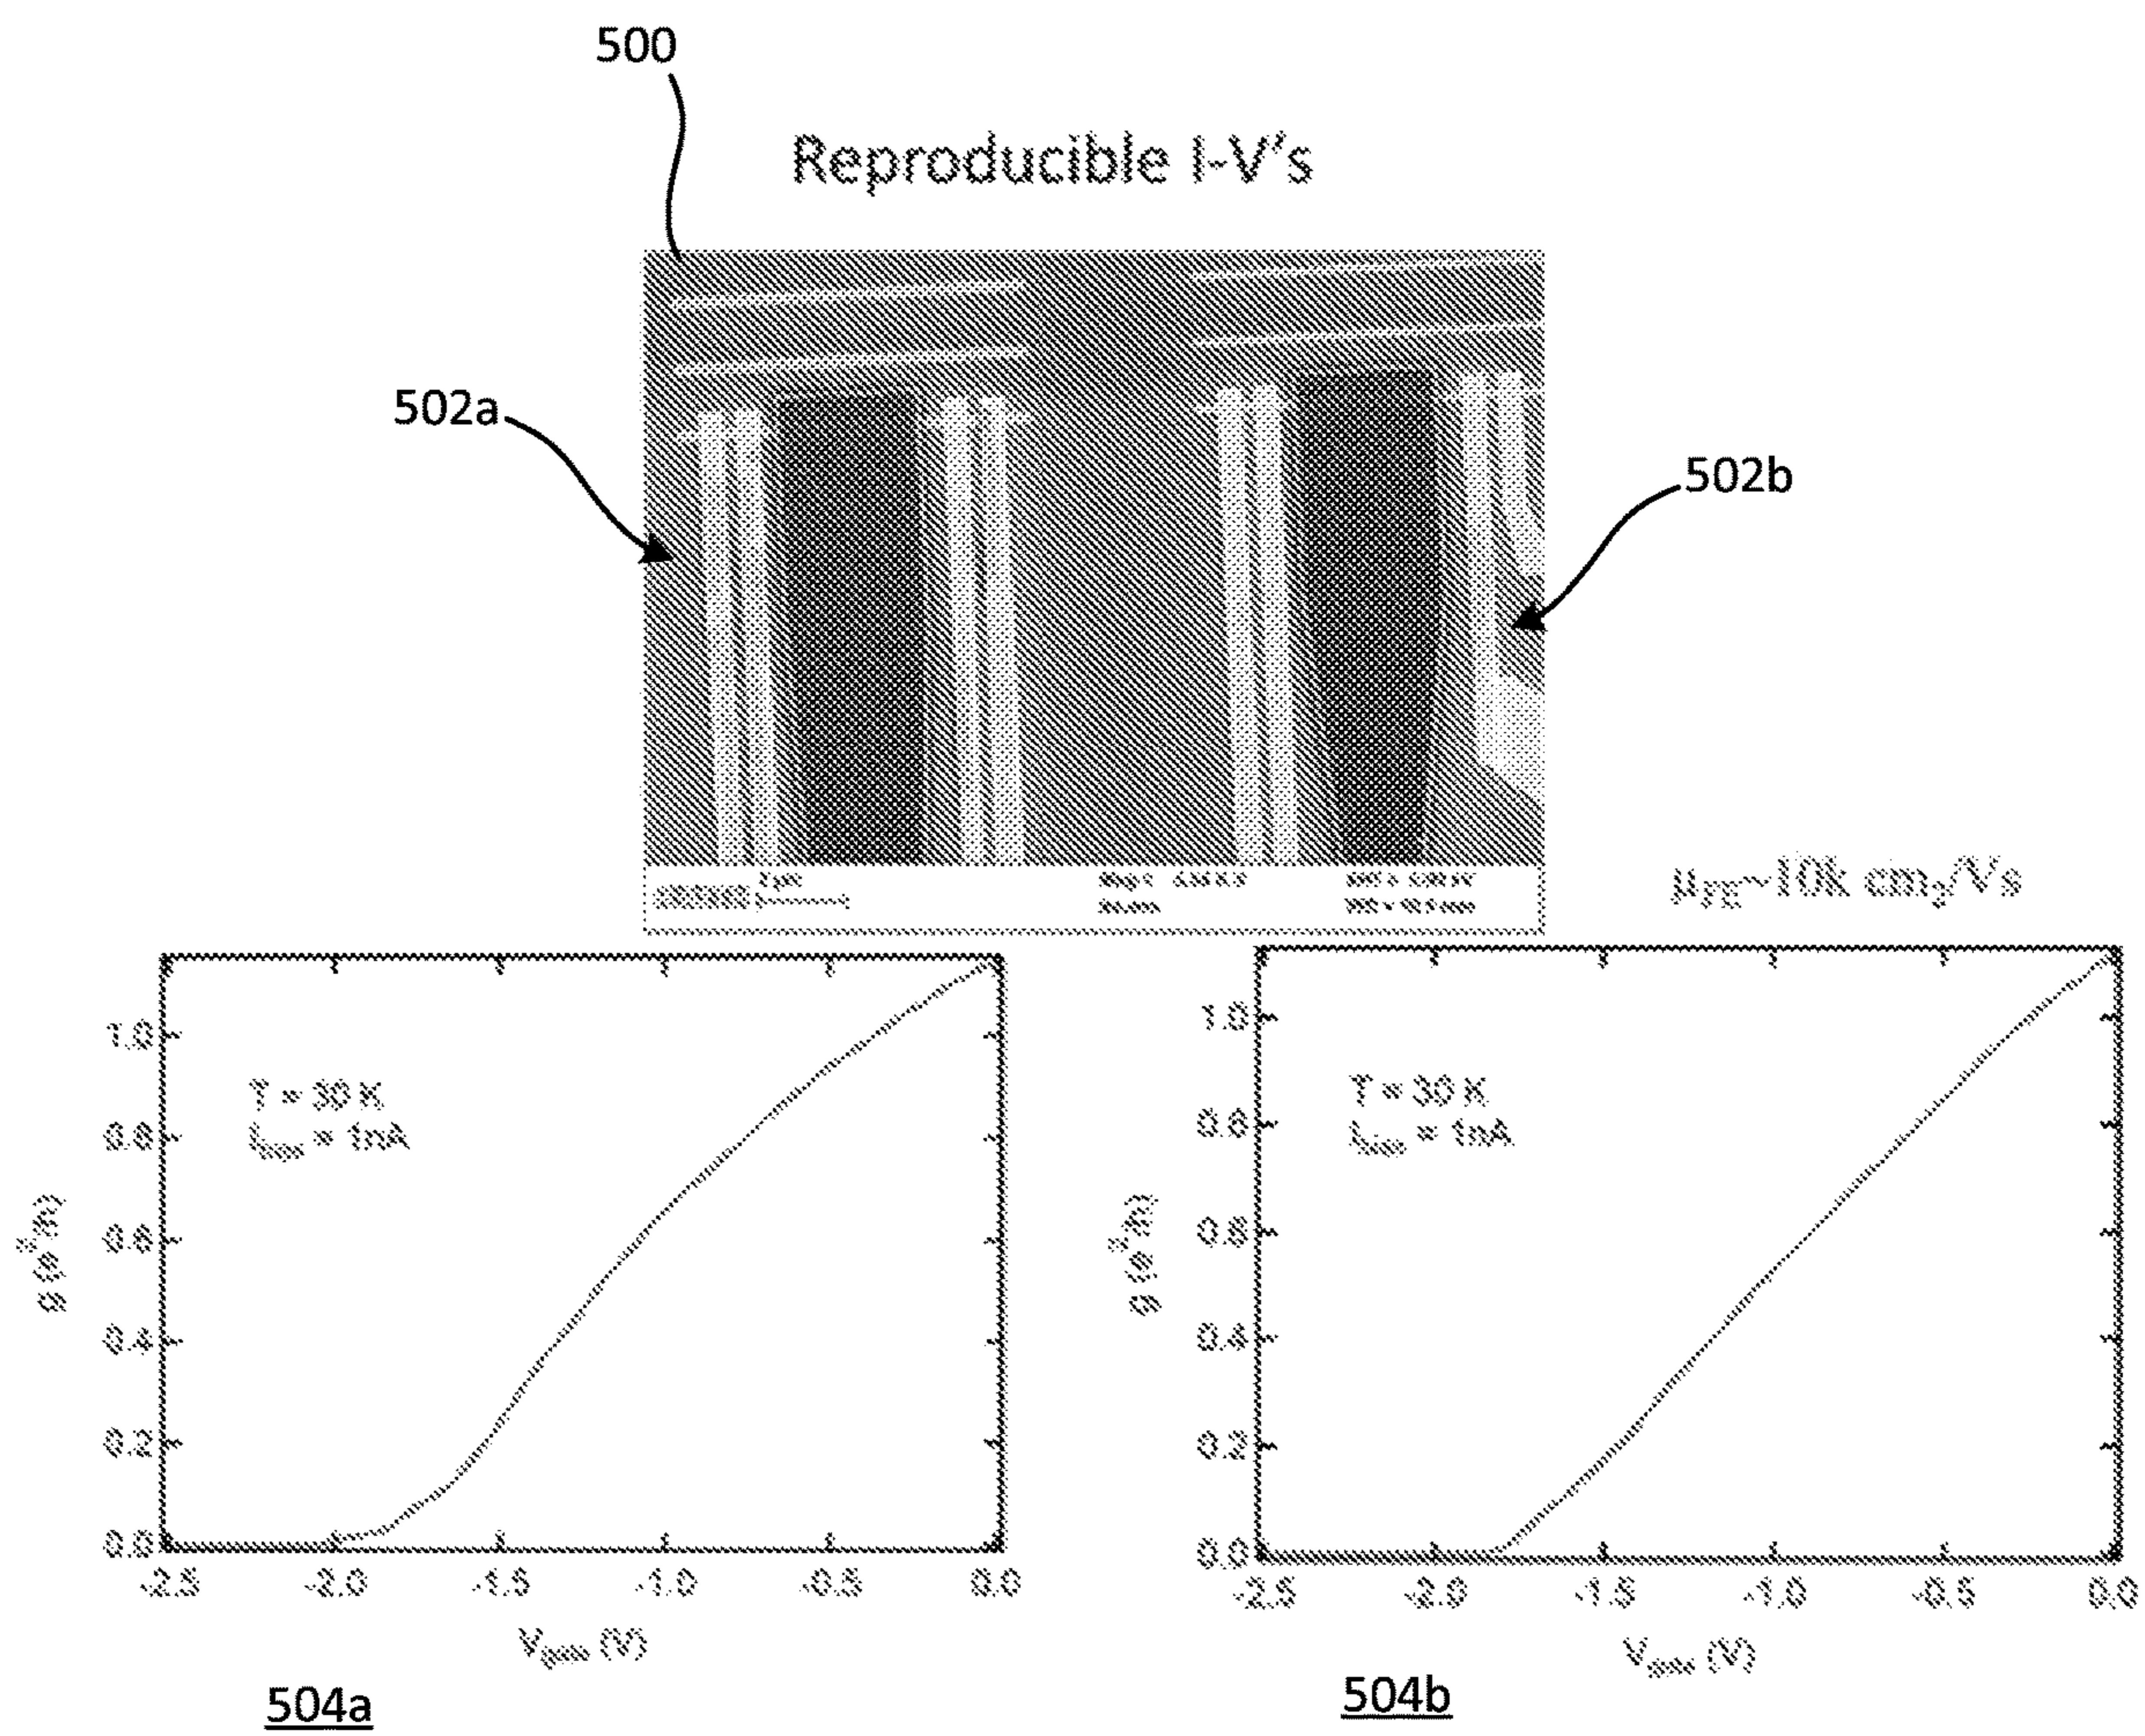 500
Reproducible I-V's
502a
502b
μFE~10k cm2/Vs
1.0
0.8
0.6
0.4
0.2
0.0
T = 30 K
Ibias = 1nA
g (e²/h)
-2.5 -2.0 -1.5 -1.0 -0.5 0.0
Vgate (V)
504a
1.0
0.8
0.6
0.4
0.2
0.0
T = 30 K
Ibias = 1nA
g (e²/h)
-2.5 -2.0 -1.5 -1.0 -0.5 0.0
Vgate (V)
504b